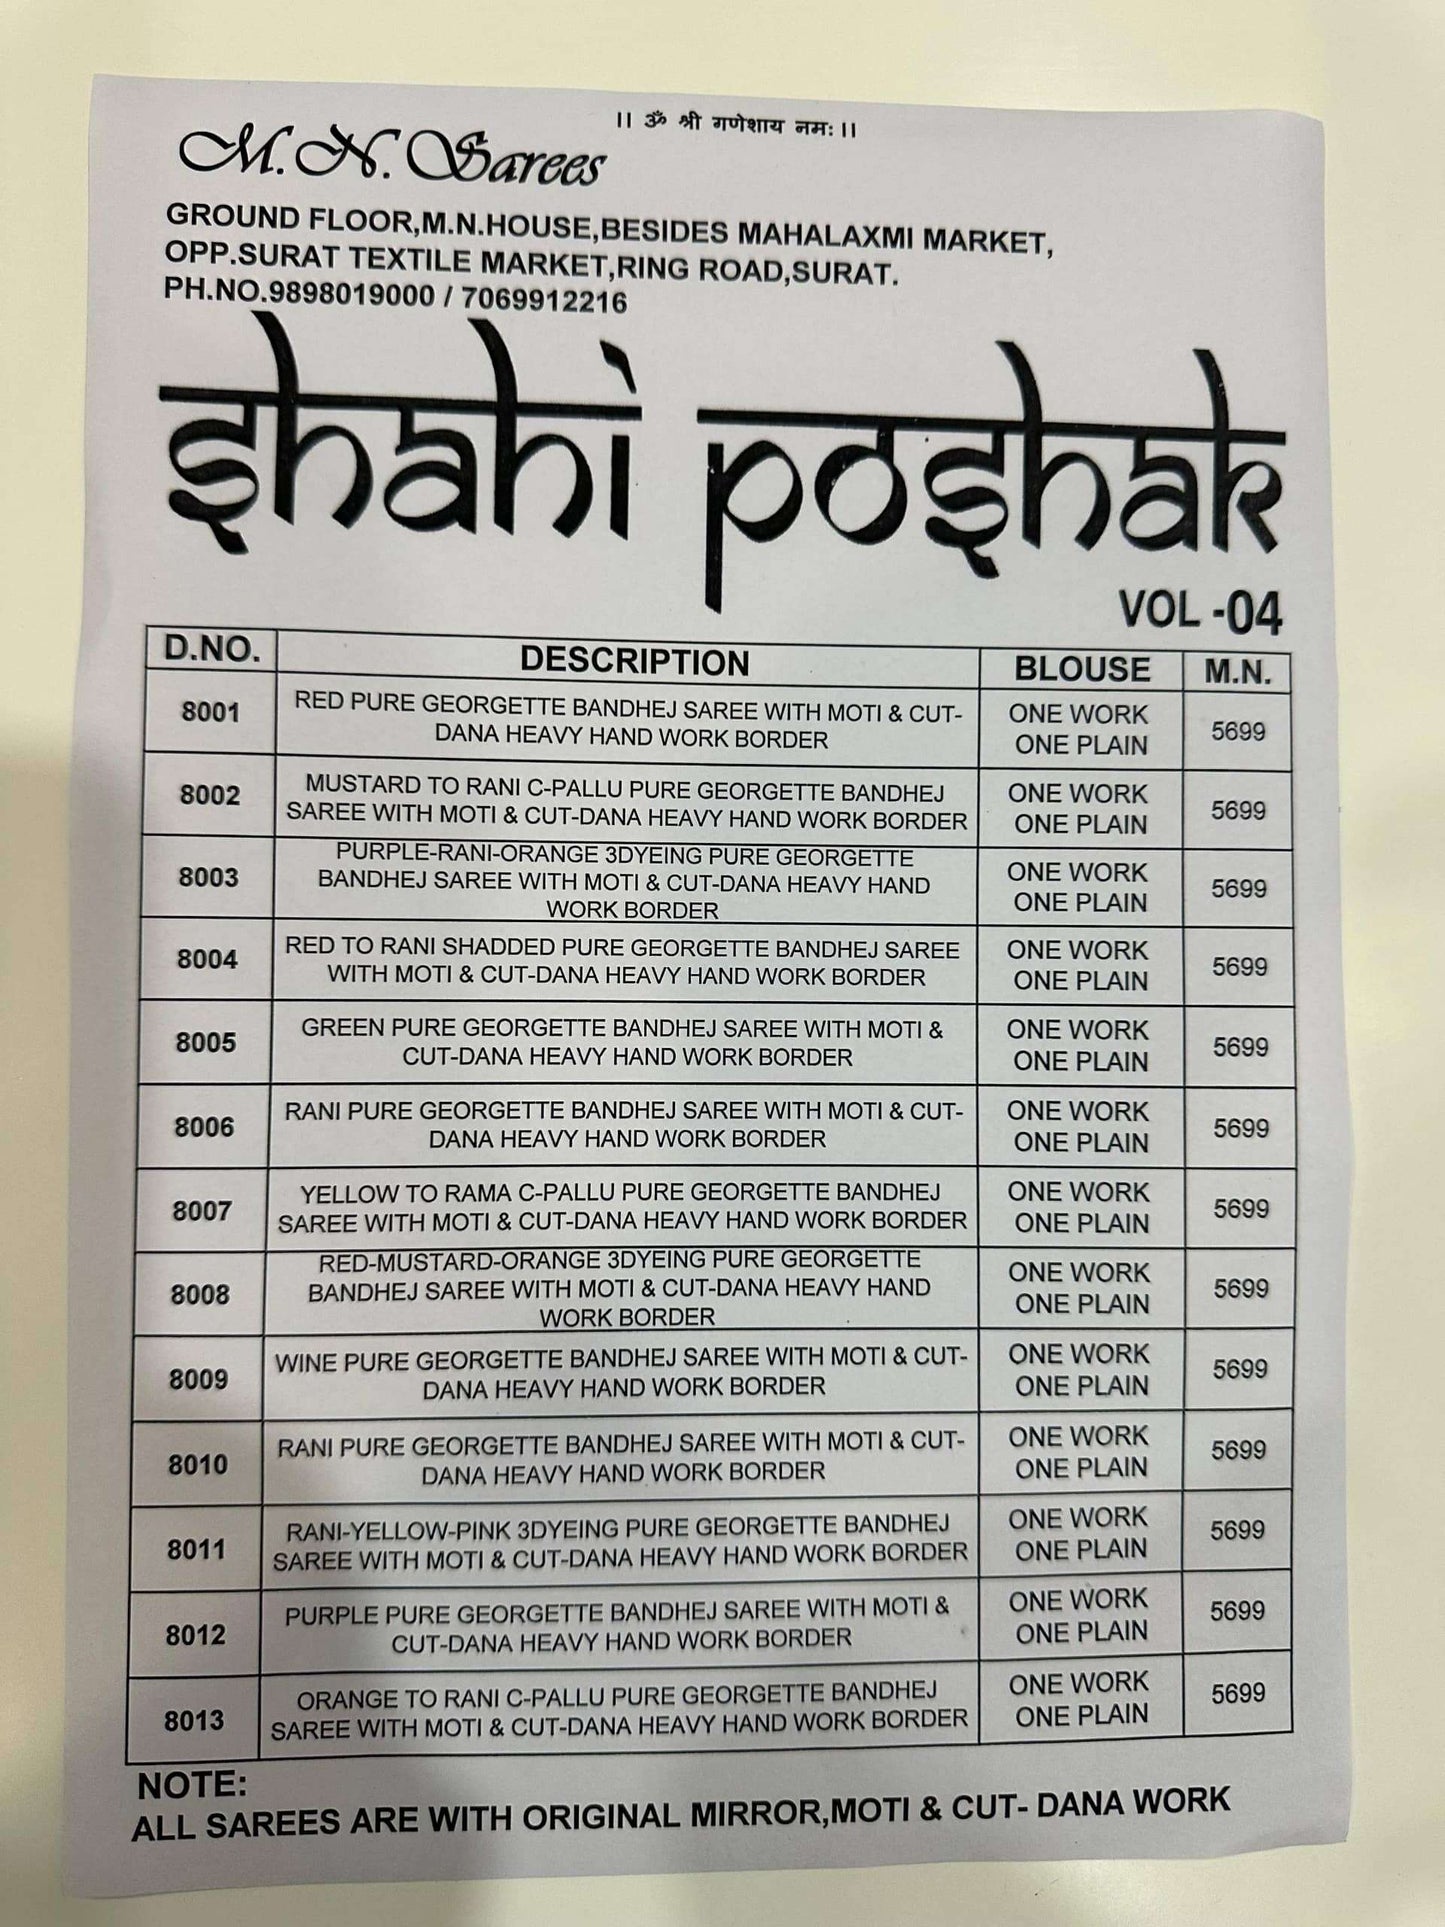 ।। ॐ श्री गणेशाय नमः ।।
M.N. Sarees
GROUND FLOOR,M.N.HOUSE,BESIDES MAHALAXMI MARKET,
OPP.SURAT TEXTILE MARKET,RING ROAD,SURAT.
PH.NO.9898019000 / 7069912216
shahi poshak
VOL -04
D.NO. DESCRIPTION BLOUSE M.N.
8001 RED PURE GEORGETTE BANDHEJ SAREE WITH MOTI & CUT- ONE WORK 5699
DANA HEAVY HAND WORK BORDER ONE PLAIN
8002 MUSTARD TO RANI C-PALLU PURE GEORGETTE BANDHEJ ONE WORK 5699
SAREE WITH MOTI & CUT-DANA HEAVY HAND WORK BORDER ONE PLAIN
8003 PURPLE-RANI-ORANGE 3DYEING PURE GEORGETTE ONE WORK 5699
BANDHEJ SAREE WITH MOTI & CUT-DANA HEAVY HAND ONE PLAIN
WORK BORDER
8004 RED TO RANI SHADDED PURE GEORGETTE BANDHEJ SAREE ONE WORK 5699
WITH MOTI & CUT-DANA HEAVY HAND WORK BORDER ONE PLAIN
8005 GREEN PURE GEORGETTE BANDHEJ SAREE WITH MOTI & ONE WORK 5699
CUT-DANA HEAVY HAND WORK BORDER ONE PLAIN
8006 RANI PURE GEORGETTE BANDHEJ SAREE WITH MOTI & CUT- ONE WORK 5699
DANA HEAVY HAND WORK BORDER ONE PLAIN
8007 YELLOW TO RAMA C-PALLU PURE GEORGETTE BANDHEJ ONE WORK 5699
SAREE WITH MOTI & CUT-DANA HEAVY HAND WORK BORDER ONE PLAIN
8008 RED-MUSTARD-ORANGE 3DYEING PURE GEORGETTE ONE WORK 5699
BANDHEJ SAREE WITH MOTI & CUT-DANA HEAVY HAND ONE PLAIN
WORK BORDER
8009 WINE PURE GEORGETTE BANDHEJ SAREE WITH MOTI & CUT- ONE WORK 5699
DANA HEAVY HAND WORK BORDER ONE PLAIN
8010 RANI PURE GEORGETTE BANDHEJ SAREE WITH MOTI & CUT- ONE WORK 5699
DANA HEAVY HAND WORK BORDER ONE PLAIN
8011 RANI-YELLOW-PINK 3DYEING PURE GEORGETTE BANDHEJ ONE WORK 5699
SAREE WITH MOTI & CUT-DANA HEAVY HAND WORK BORDER ONE PLAIN
8012 PURPLE PURE GEORGETTE BANDHEJ SAREE WITH MOTI & ONE WORK 5699
CUT-DANA HEAVY HAND WORK BORDER ONE PLAIN
8013 ORANGE TO RANI C-PALLU PURE GEORGETTE BANDHEJ ONE WORK 5699
SAREE WITH MOTI & CUT-DANA HEAVY HAND WORK BORDER ONE PLAIN
NOTE:
ALL SAREES ARE WITH ORIGINAL MIRROR,MOTI & CUT- DANA WORK